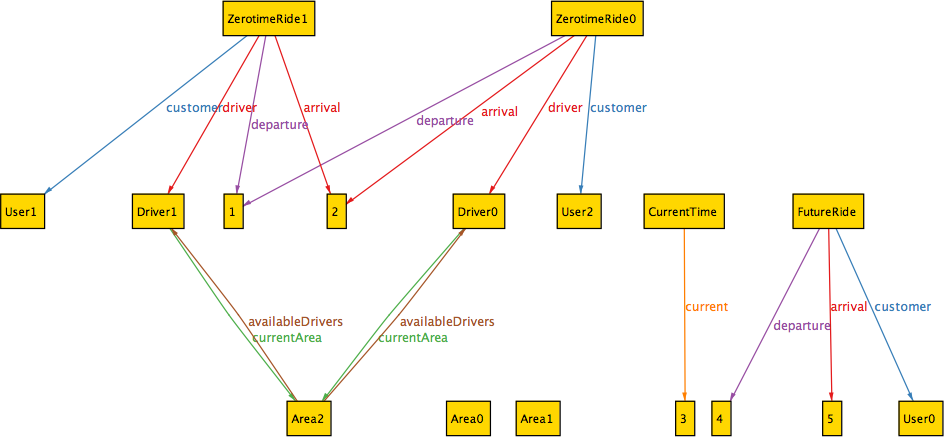 ZerotimeRide1
ZerotimeRide0
customer
driver
arrival
driver
customer
departure
departure
arrival
User1
Driver1
1
2
Driver0
User2
CurrentTime
FutureRide
availableDrivers
availableDrivers
current
arrival
customer
currentArea
currentArea
departure
Area2
Area0
Area1
3
4
5
User0